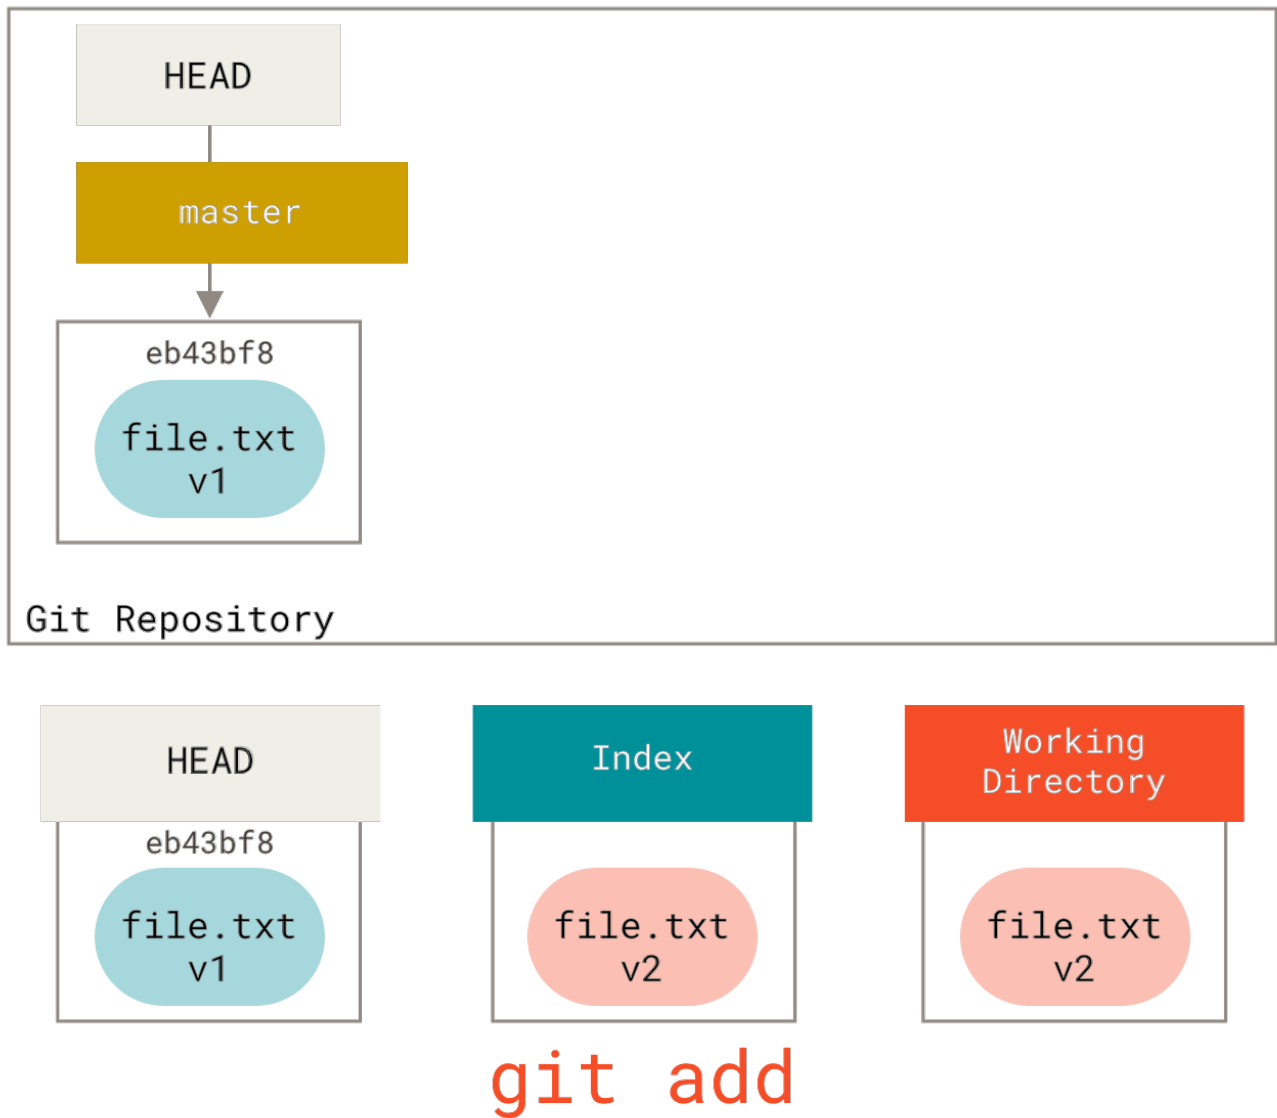 HEAD
master
eb43bf8
file.txt
v1
Git Repository
HEAD
Index
Working
Directory
eb43bf8
file.txt
v1
file.txt
v2
file.txt
v2
git add